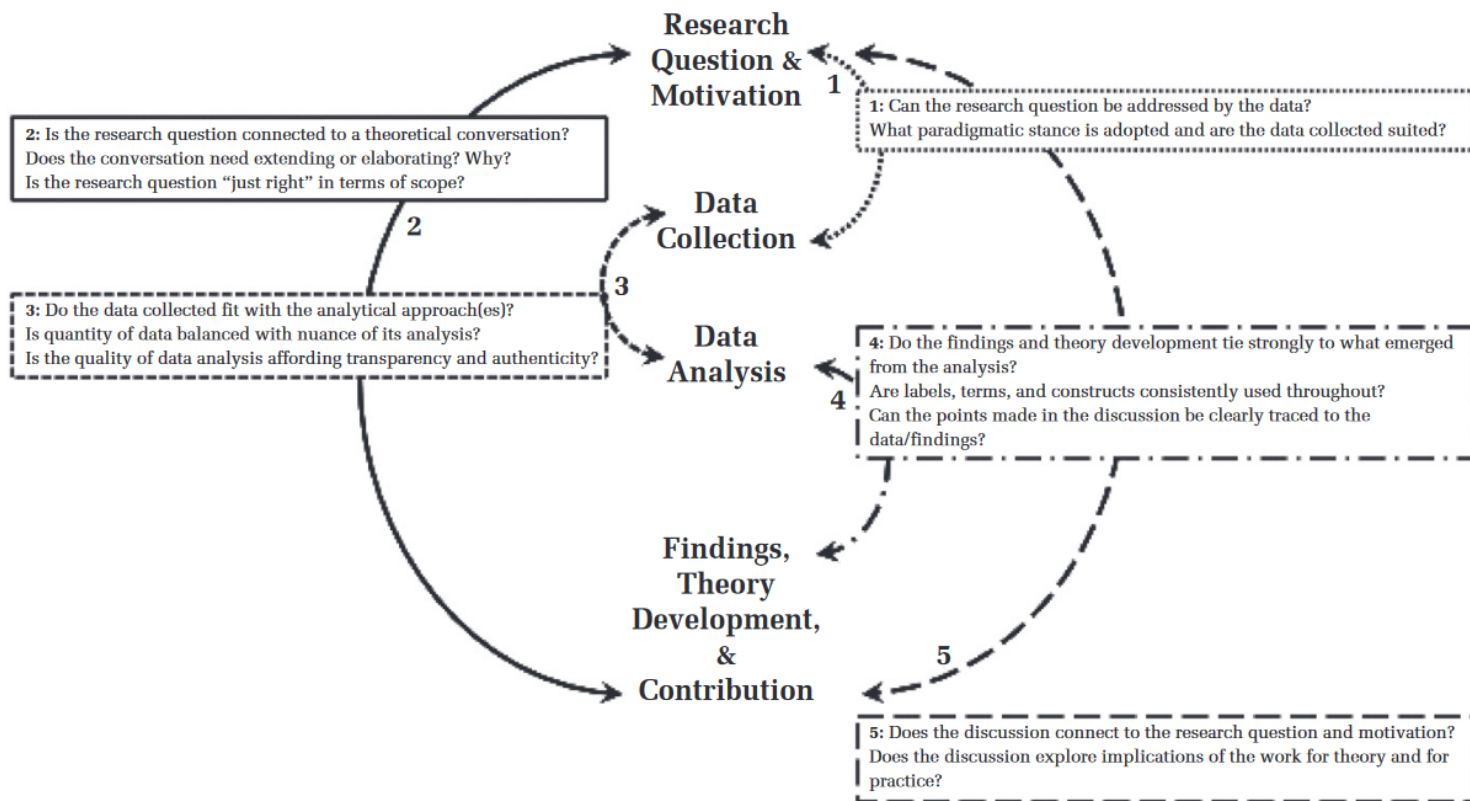 Research
Question &
Motivation
1
1: Can the research question be addressed by the data?
What paradigmatic stance is adopted and are the data collected suited?
2: Is the research question connected to a theoretical conversation?
Does the conversation need extending or elaborating? Why?
Is the research question “just right” in terms of scope?
2
Data
Collection
3
3: Do the data collected fit with the analytical approach(es)?
Is quantity of data balanced with nuance of its analysis?
Is the quality of data analysis affording transparency and authenticity?
Data
Analysis
4
4: Do the findings and theory development tie strongly to what emerged
from the analysis?
Are labels, terms, and constructs consistently used throughout?
Can the points made in the discussion be clearly traced to the
data/findings?
Findings,
Theory
Development,
&
Contribution
5
5: Does the discussion connect to the research question and motivation?
Does the discussion explore implications of the work for theory and for
practice?